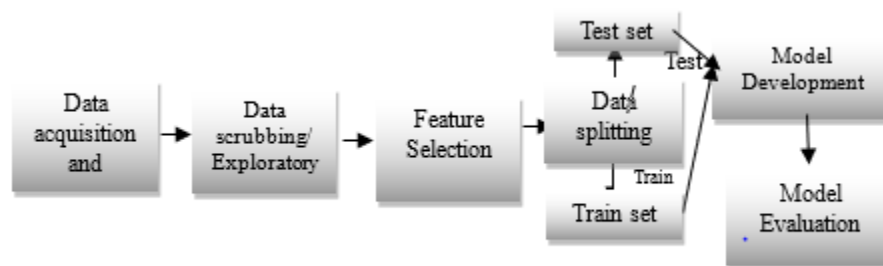 Data
acquisition
and
Data
scrubbing/
Exploratory
Feature
Selection
Data
splitting
Test set
Test
Train
Train set
Model
Development
Model
Evaluation